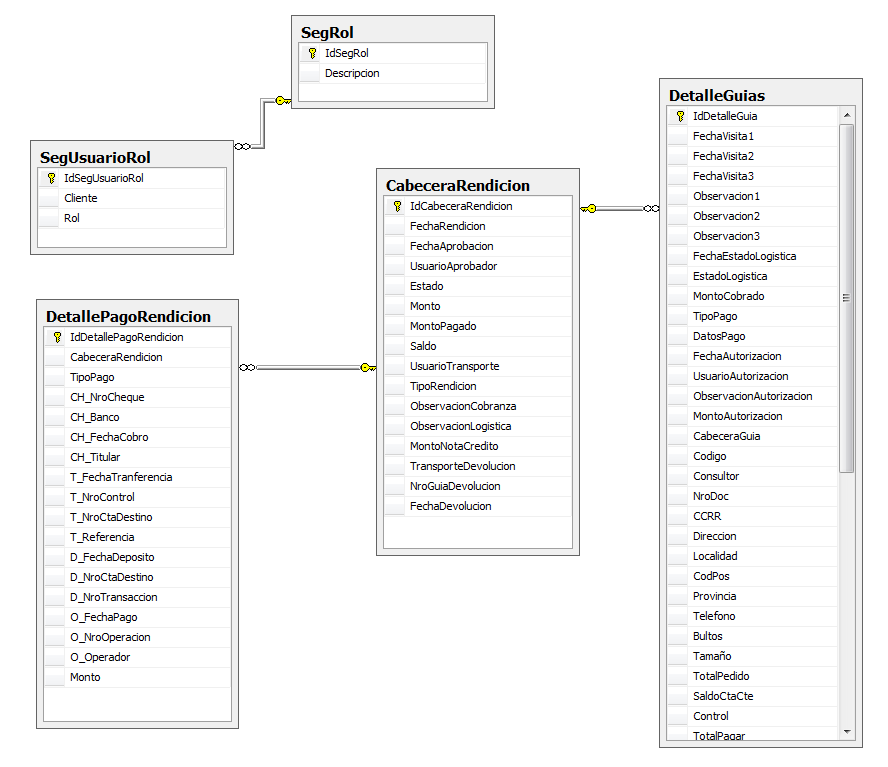 SegRol
IdSegRol
Descripcion
SegUsuarioRol
IdSegUsuarioRol
Cliente
Rol
DetallePagoRendicion
IdDetallePagoRendicion
CabeceraRendicion
TipoPago
CH_NroCheque
CH_Banco
CH_FechaCobro
CH_Titular
T_FechaTranferencia
T_NroControl
T_NroCtaDestino
T_Referencia
D_FechaDeposito
D_NroCtaDestino
D_NroTransaccion
O_FechaPago
O_NroOperacion
O_Operador
Monto
CabeceraRendicion
IdCabeceraRendicion
FechaRendicion
FechaAprobacion
UsuarioAprobador
Estado
Monto
MontoPagado
Saldo
UsuarioTransporte
TipoRendicion
ObservacionCobranza
ObservacionLogistica
MontoNotaCredito
TransporteDevolucion
NroGuiaDevolucion
FechaDevolucion
DetalleGuias
IdDetalleGuia
FechaVisita1
FechaVisita2
FechaVisita3
Observacion1
Observacion2
Observacion3
FechaEstadoLogistica
EstadoLogistica
MontoCobrado
TipoPago
DatosPago
FechaAutorizacion
UsuarioAutorizacion
ObservacionAutorizacion
MontoAutorizacion
CabeceraGuia
Codigo
Consultor
NroDoc
CCRR
Direccion
Localidad
CodPos
Provincia
Telefono
Bultos
Tamaño
TotalPedido
SaldoCtaCte
Control
TotalPagar